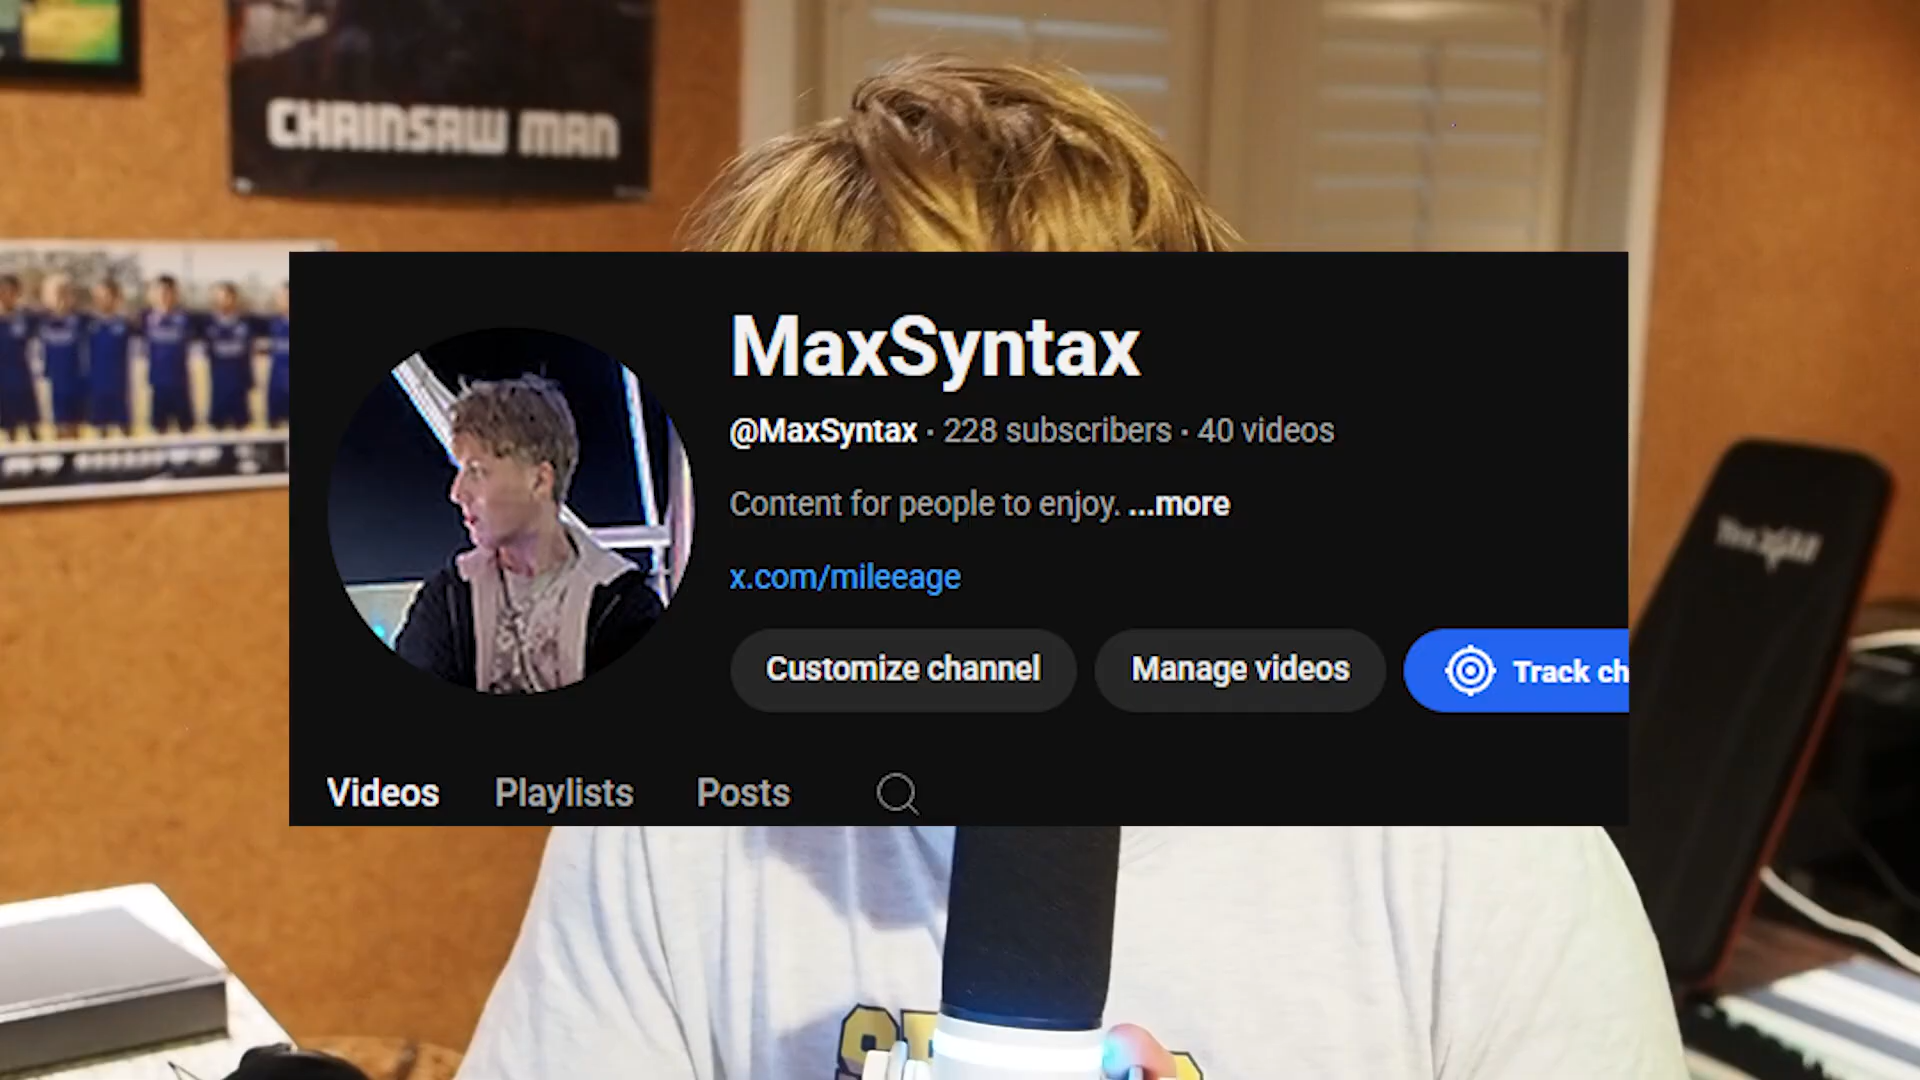 CHAINSAW MAN
MaxSyntax
@MaxSyntax · 228 subscribers · 40 videos
Content for people to enjoy. ...more
x.com/mileeage
Customize channel
Manage videos
Track ch
Videos
Playlists
Posts